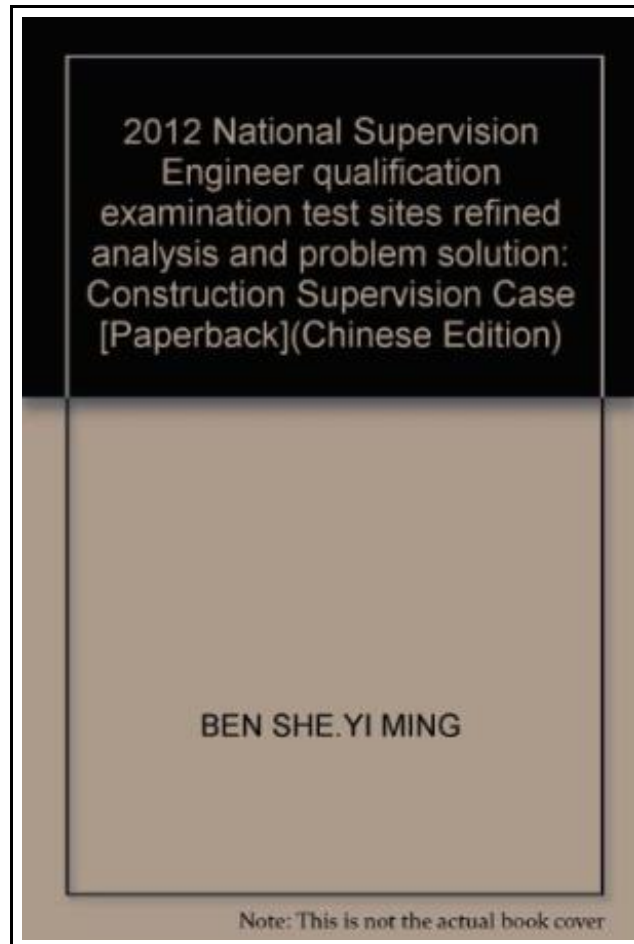 2012 National Supervision
Engineer qualification
examination test sites refined
analysis and problem solution:
Construction Supervision Case
[Paperback](Chinese Edition)
BEN SHE.YI MING
Note: This is not the actual book cover